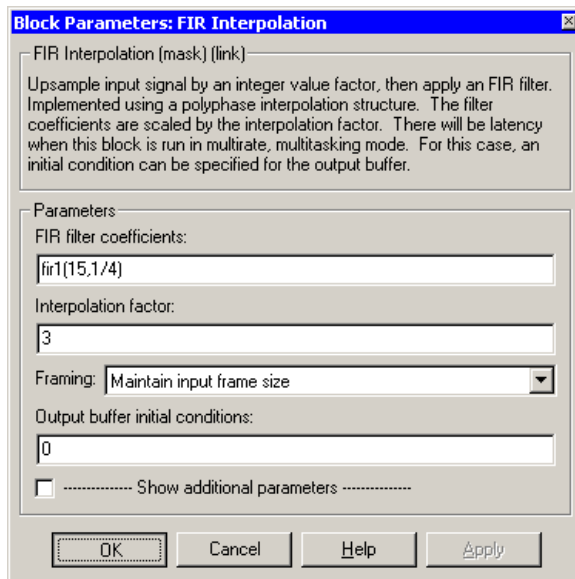 Block Parameters: FIR Interpolation
FIR Interpolation (mask) (link)
Upsample input signal by an integer value factor, then apply an FIR filter.
Implemented using a polyphase interpolation structure.  The filter
coefficients are scaled by the interpolation factor.  There will be latency
when this block is run in multirate, multitasking mode.  For this case, an
initial condition can be specified for the output buffer.
Parameters
FIR filter coefficients:
fir1(15,1/4)
Interpolation factor:
3
Framing: Maintain input frame size
Output buffer initial conditions:
0
-------------- Show additional parameters --------------
OK Cancel Help Apply